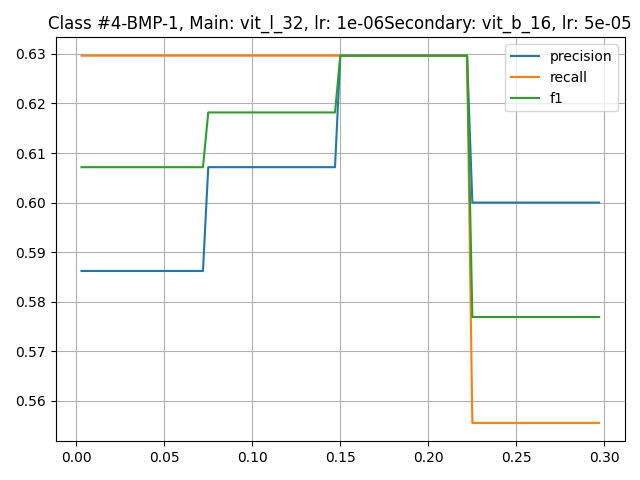 Class #4-BMP-1, Main: vit_l_32, lr: 1e-06Secondary: vit_b_16, lr: 5e-05
precision
recall
f1
0.63
0.62
0.61
0.60
0.59
0.58
0.57
0.56
0.00 0.05 0.10 0.15 0.20 0.25 0.30